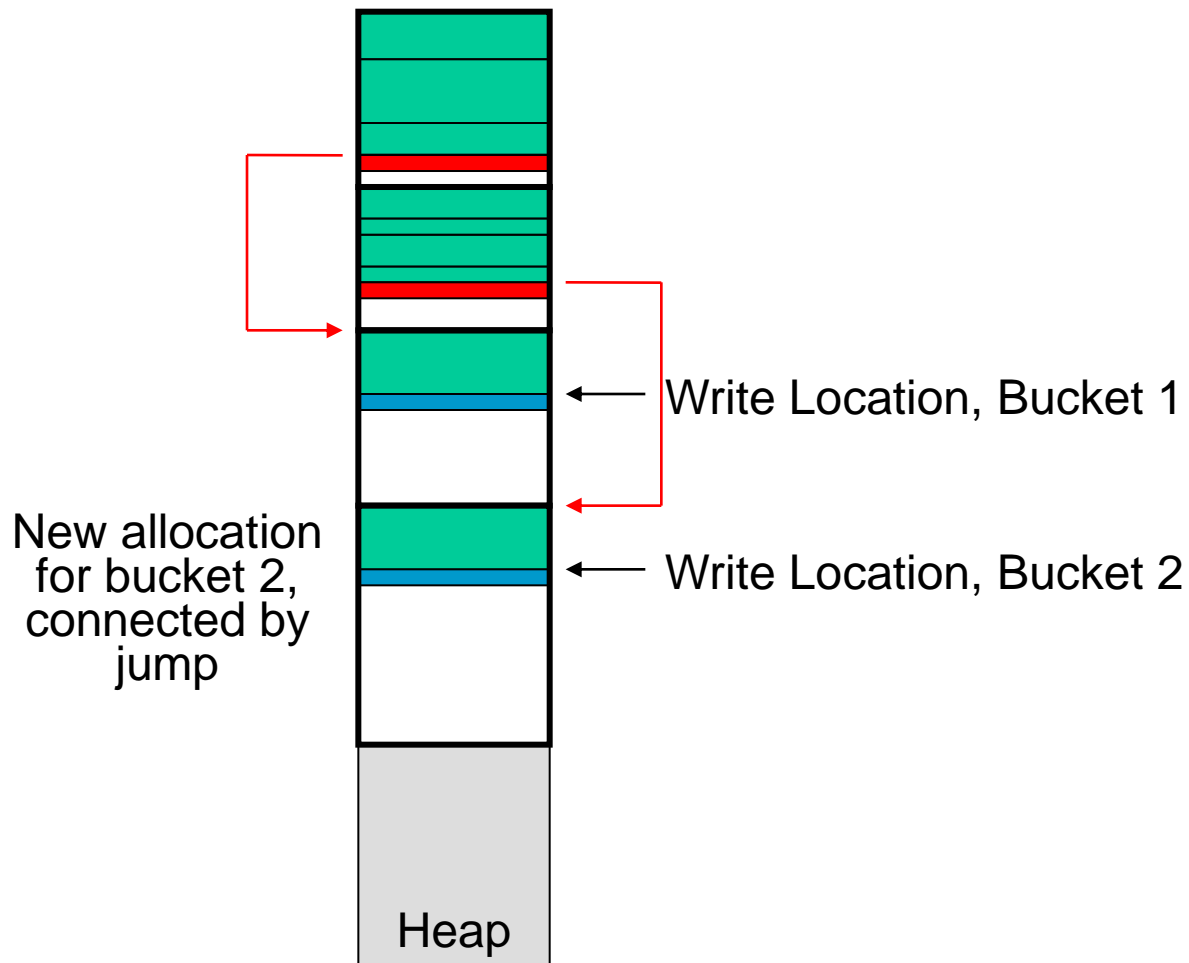 Write Location, Bucket 1
New allocation
for bucket 2,
connected by
jump
Write Location, Bucket 2
Heap